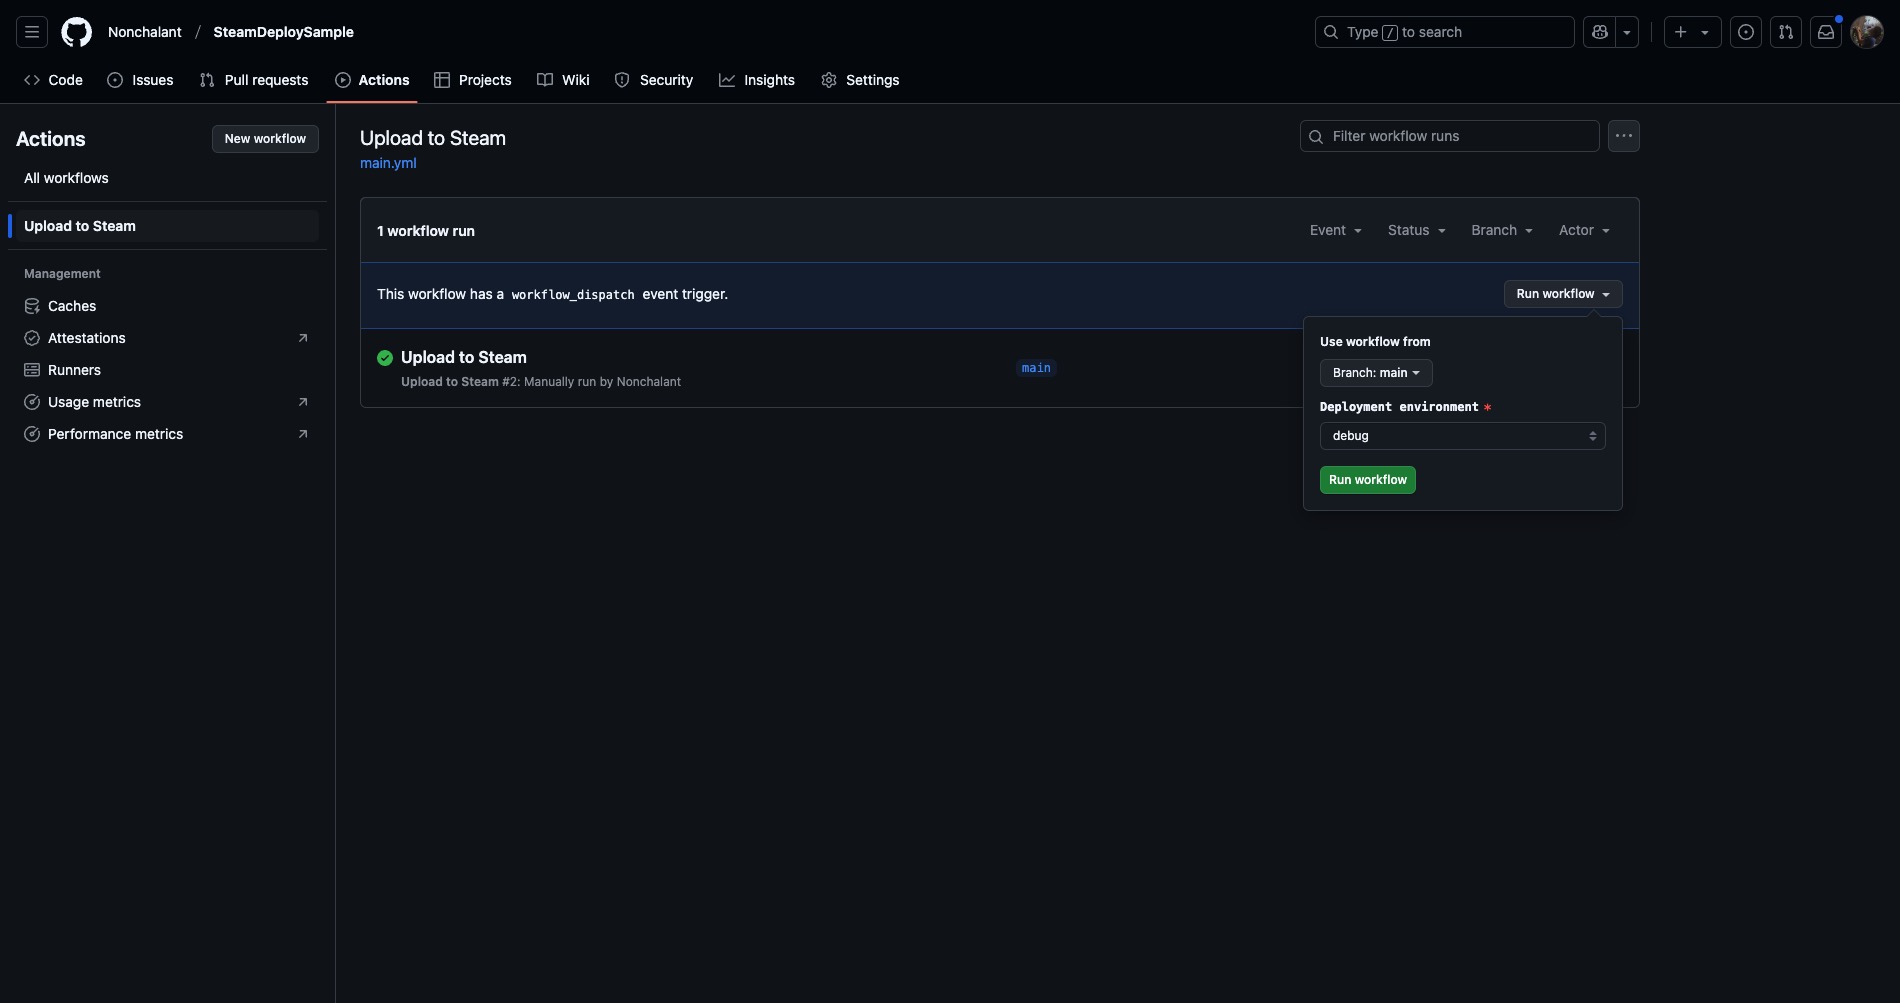 Nonchalant / SteamDeploySample
Type / to search
Code
Issues
Pull requests
Actions
Projects
Wiki
Security
Insights
Settings
Actions
New workflow
All workflows
Upload to Steam
Management
Caches
Attestations
Runners
Usage metrics
Performance metrics
Upload to Steam
main.yml
Filter workflow runs
1 workflow run
Event
Status
Branch
Actor
This workflow has a workflow_dispatch event trigger.
Run workflow
Upload to Steam
Upload to Steam #2: Manually run by Nonchalant
main
Use workflow from
Branch: main
Deployment environment *
debug
Run workflow